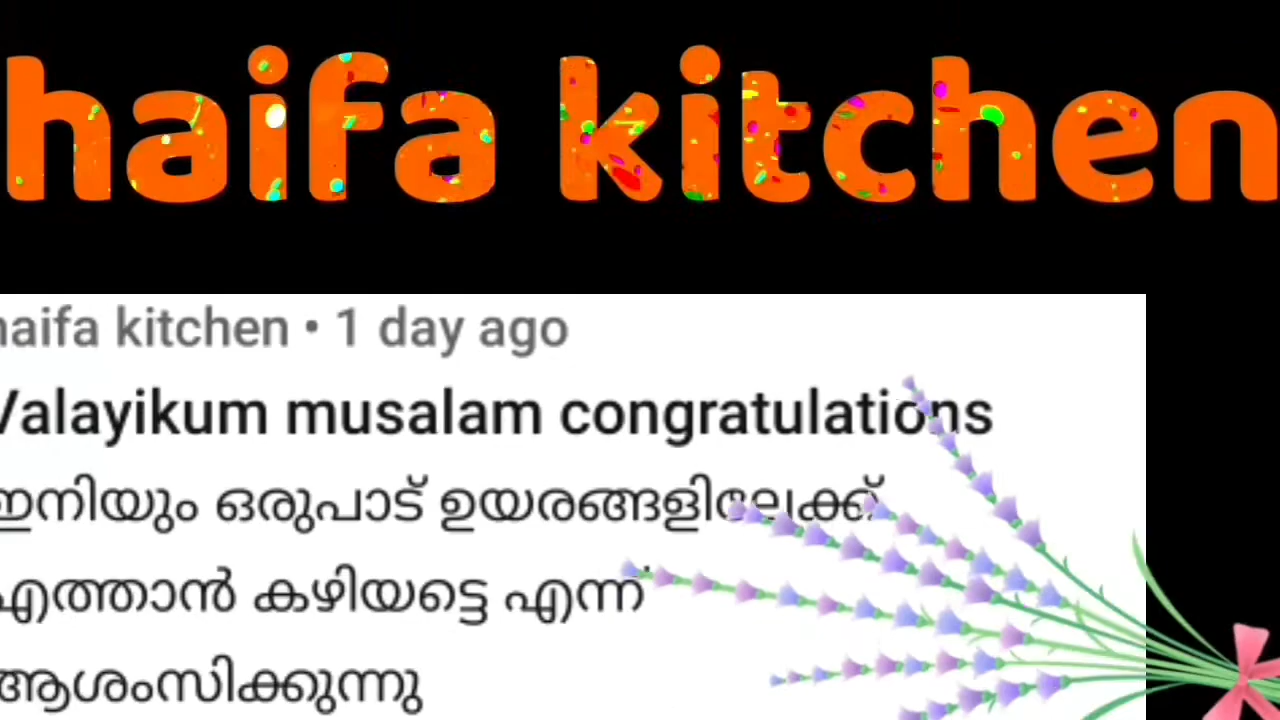 haifa kitchen
haifa kitchen • 1 day ago
Valayikum musalam congratulations
ഇനിയും ഒരുപാട് ഉയരങ്ങളിലേക്ക്
എത്താൻ കഴിയട്ടെ എന്ന്
ആശംസിക്കുന്നു